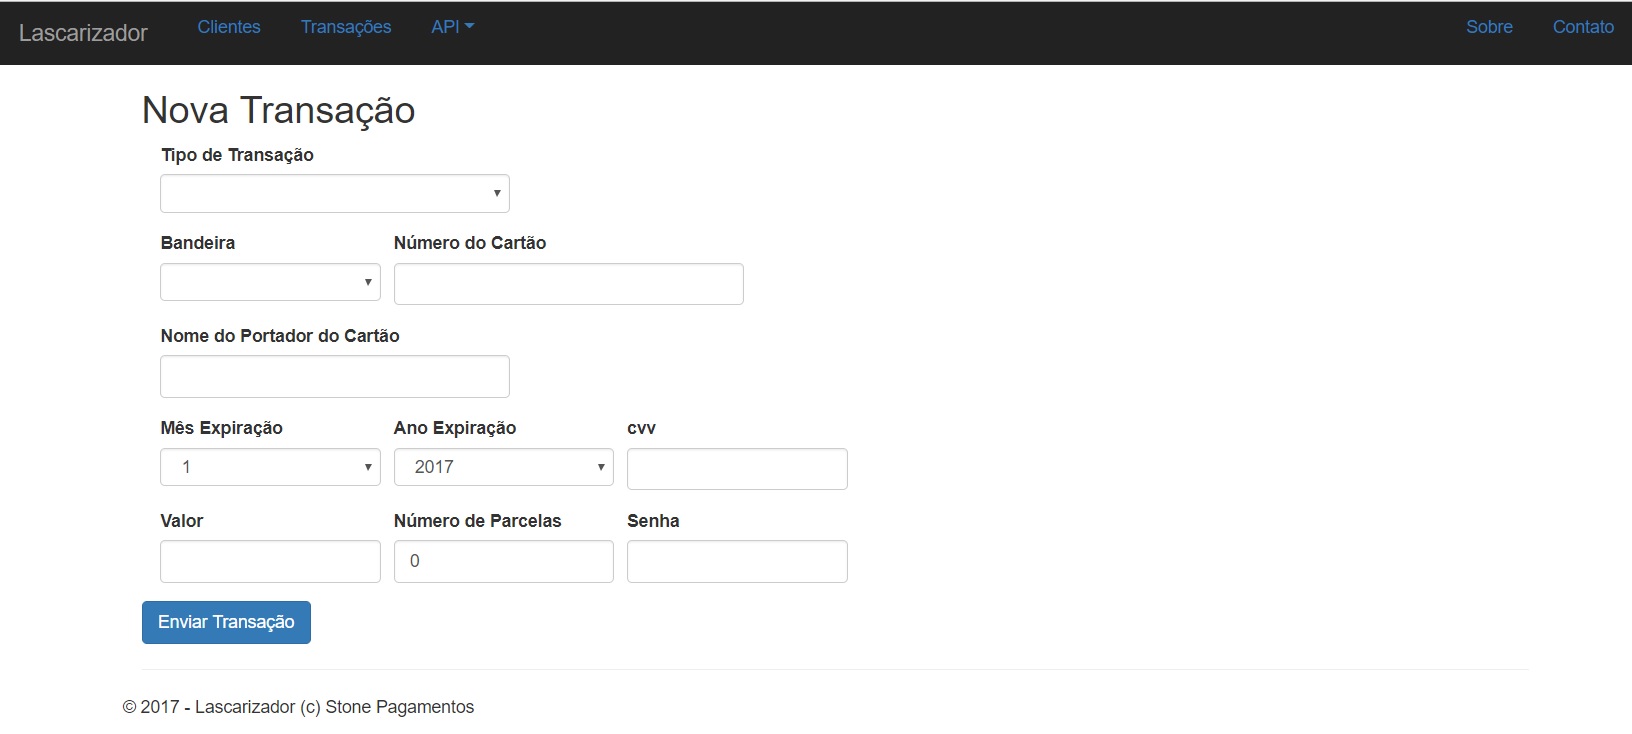 Lascarizador Clientes Transações API Sobre Contato
Nova Transação
Tipo de Transação
Bandeira Número do Cartão
Nome do Portador do Cartão
Mês Expiração Ano Expiração cvv
1 2017
Valor Número de Parcelas Senha
0
Enviar Transação
© 2017 - Lascarizador (c) Stone Pagamentos